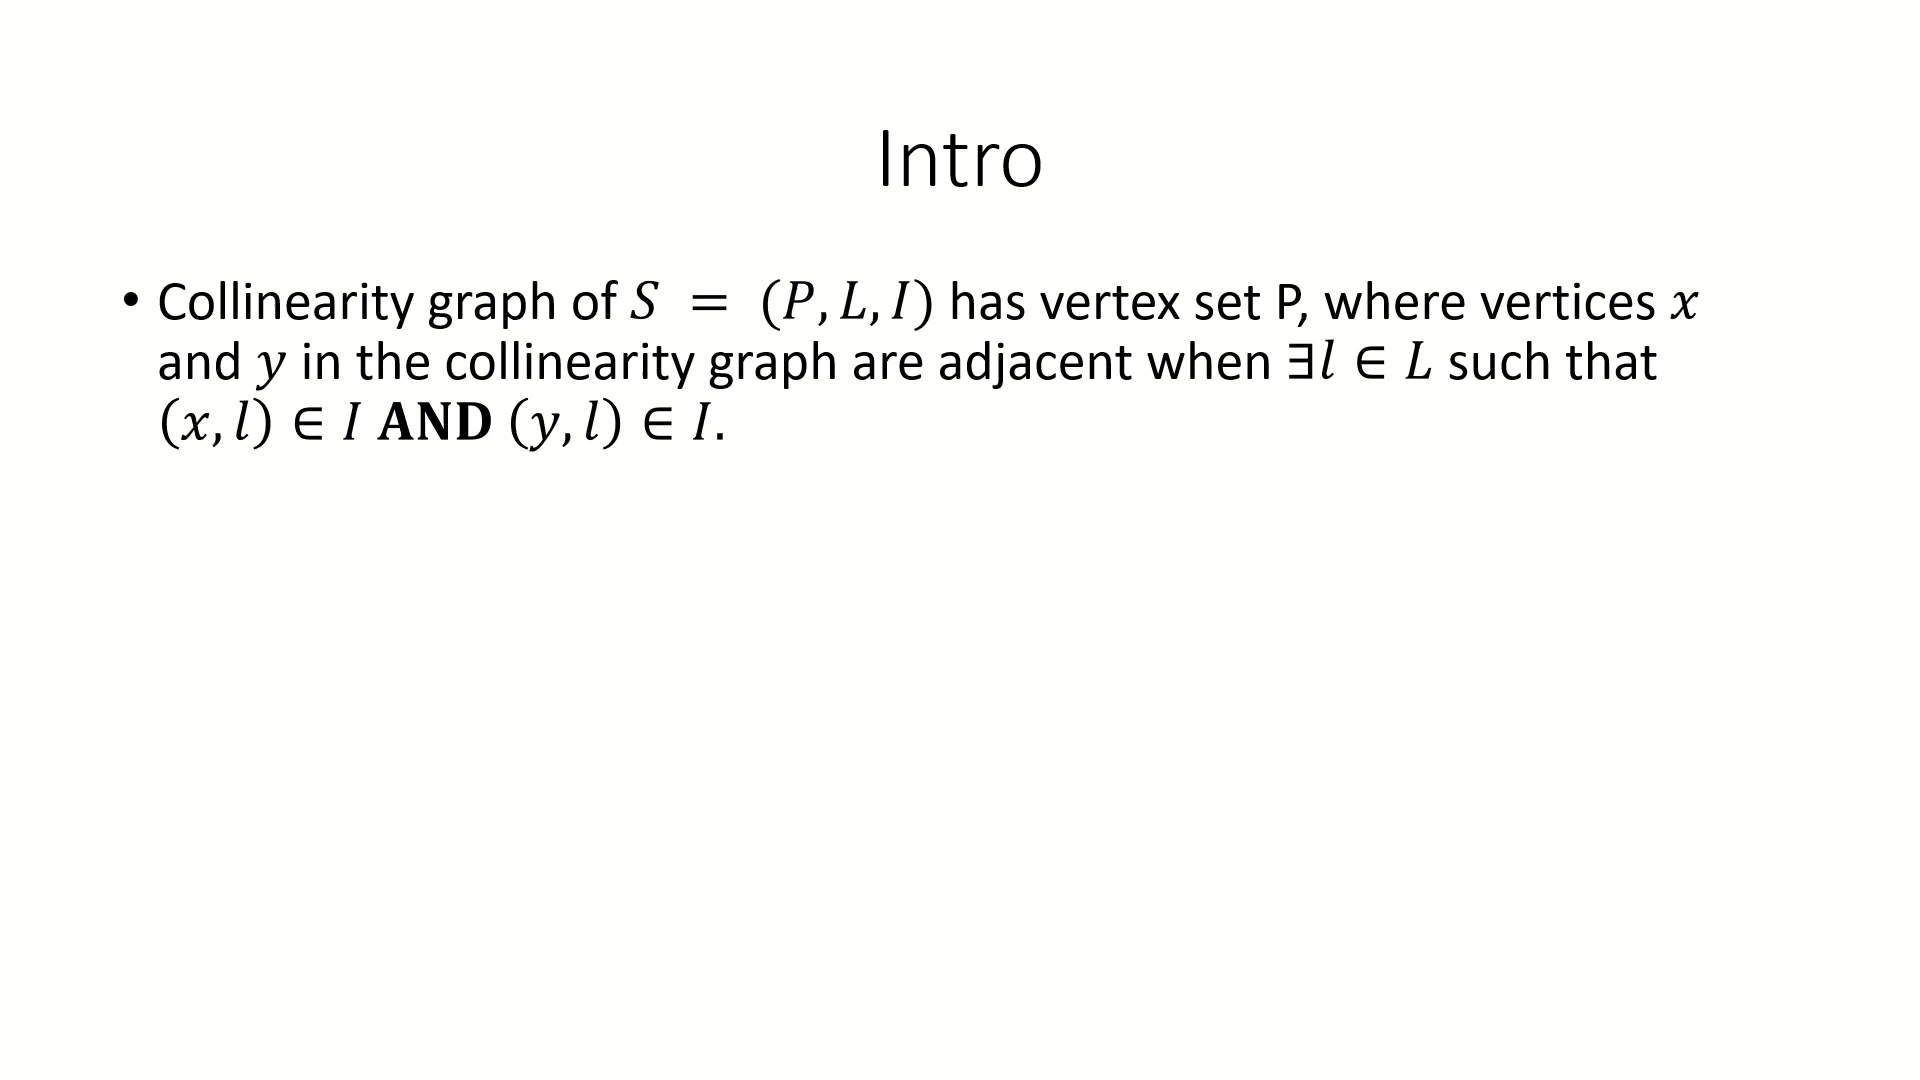 Intro
• Collinearity graph of 𝑆 = (𝑃, 𝐿, 𝐼) has vertex set P, where vertices 𝑥
and 𝑦 in the collinearity graph are adjacent when ∃𝑙 ∈ 𝐿 such that
(𝑥, 𝑙) ∈ 𝐼 𝐀𝐍𝐃 (𝑦, 𝑙) ∈ 𝐼.